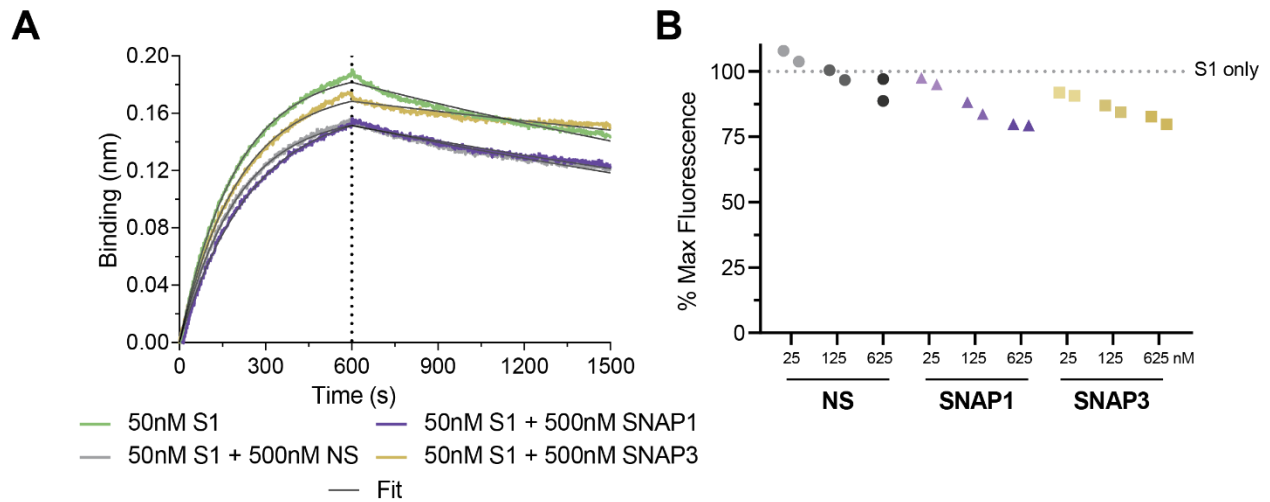 A
Binding (nm)
0.20
0.16
0.12
0.08
0.04
0.00
0 300 600 900 1200 1500
Time (s)
50nM S1
50nM S1 + 500nM SNAP1
50nM S1 + 500nM NS
50nM S1 + 500nM SNAP3
Fit
B
% Max Fluorescence
100
75
50
25
0
S1 only
25 125 625 25 125 625 25 125 625 nM
NS SNAP1 SNAP3